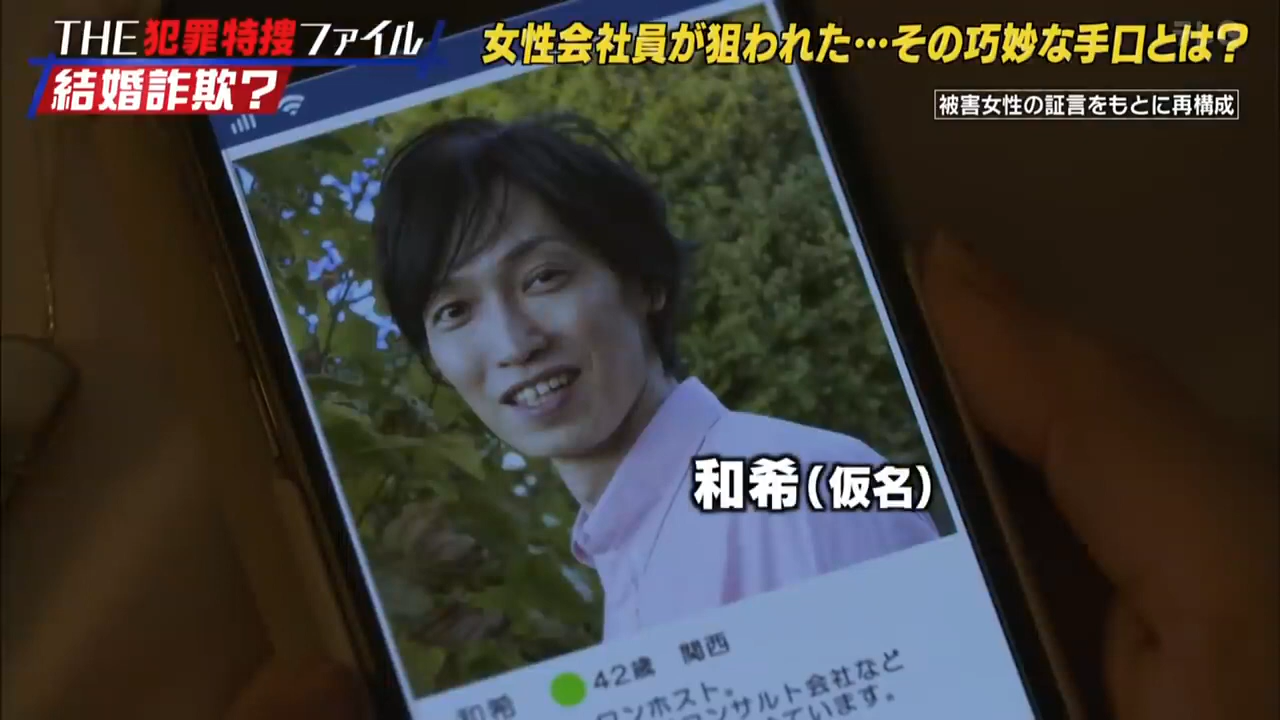 THE犯罪特捜ファイル
結婚詐欺?
女性会社員が狙われた…その巧妙な手口とは?
被害女性の証言をもとに再構成
和希(仮名)
和希 42歳 関西
ンホスト。
ンサルト会社など
ています。